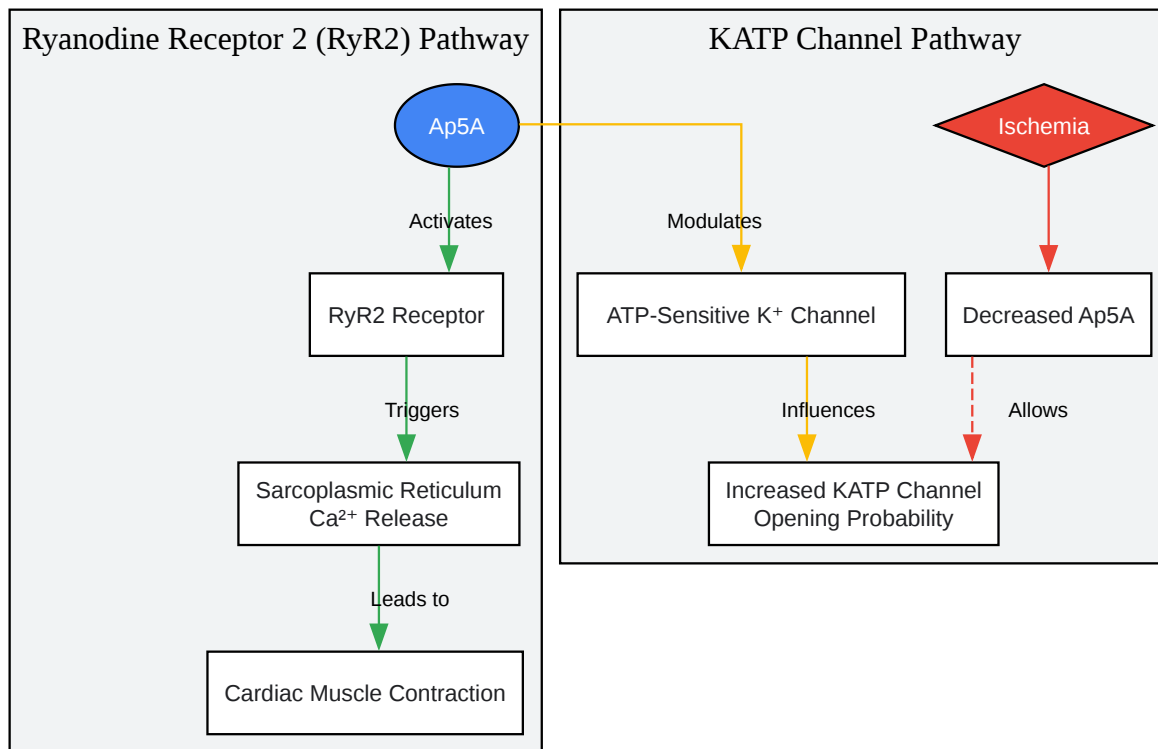 Ryanodine Receptor 2 (RyR2) Pathway
Ap5A
Activates
RyR2 Receptor
Triggers
Sarcoplasmic Reticulum
Ca²⁺ Release
Leads to
Cardiac Muscle Contraction
KATP Channel Pathway
Ischemia
Modulates
ATP-Sensitive K⁺ Channel
Decreased Ap5A
Influences
Allows
Increased KATP Channel
Opening Probability